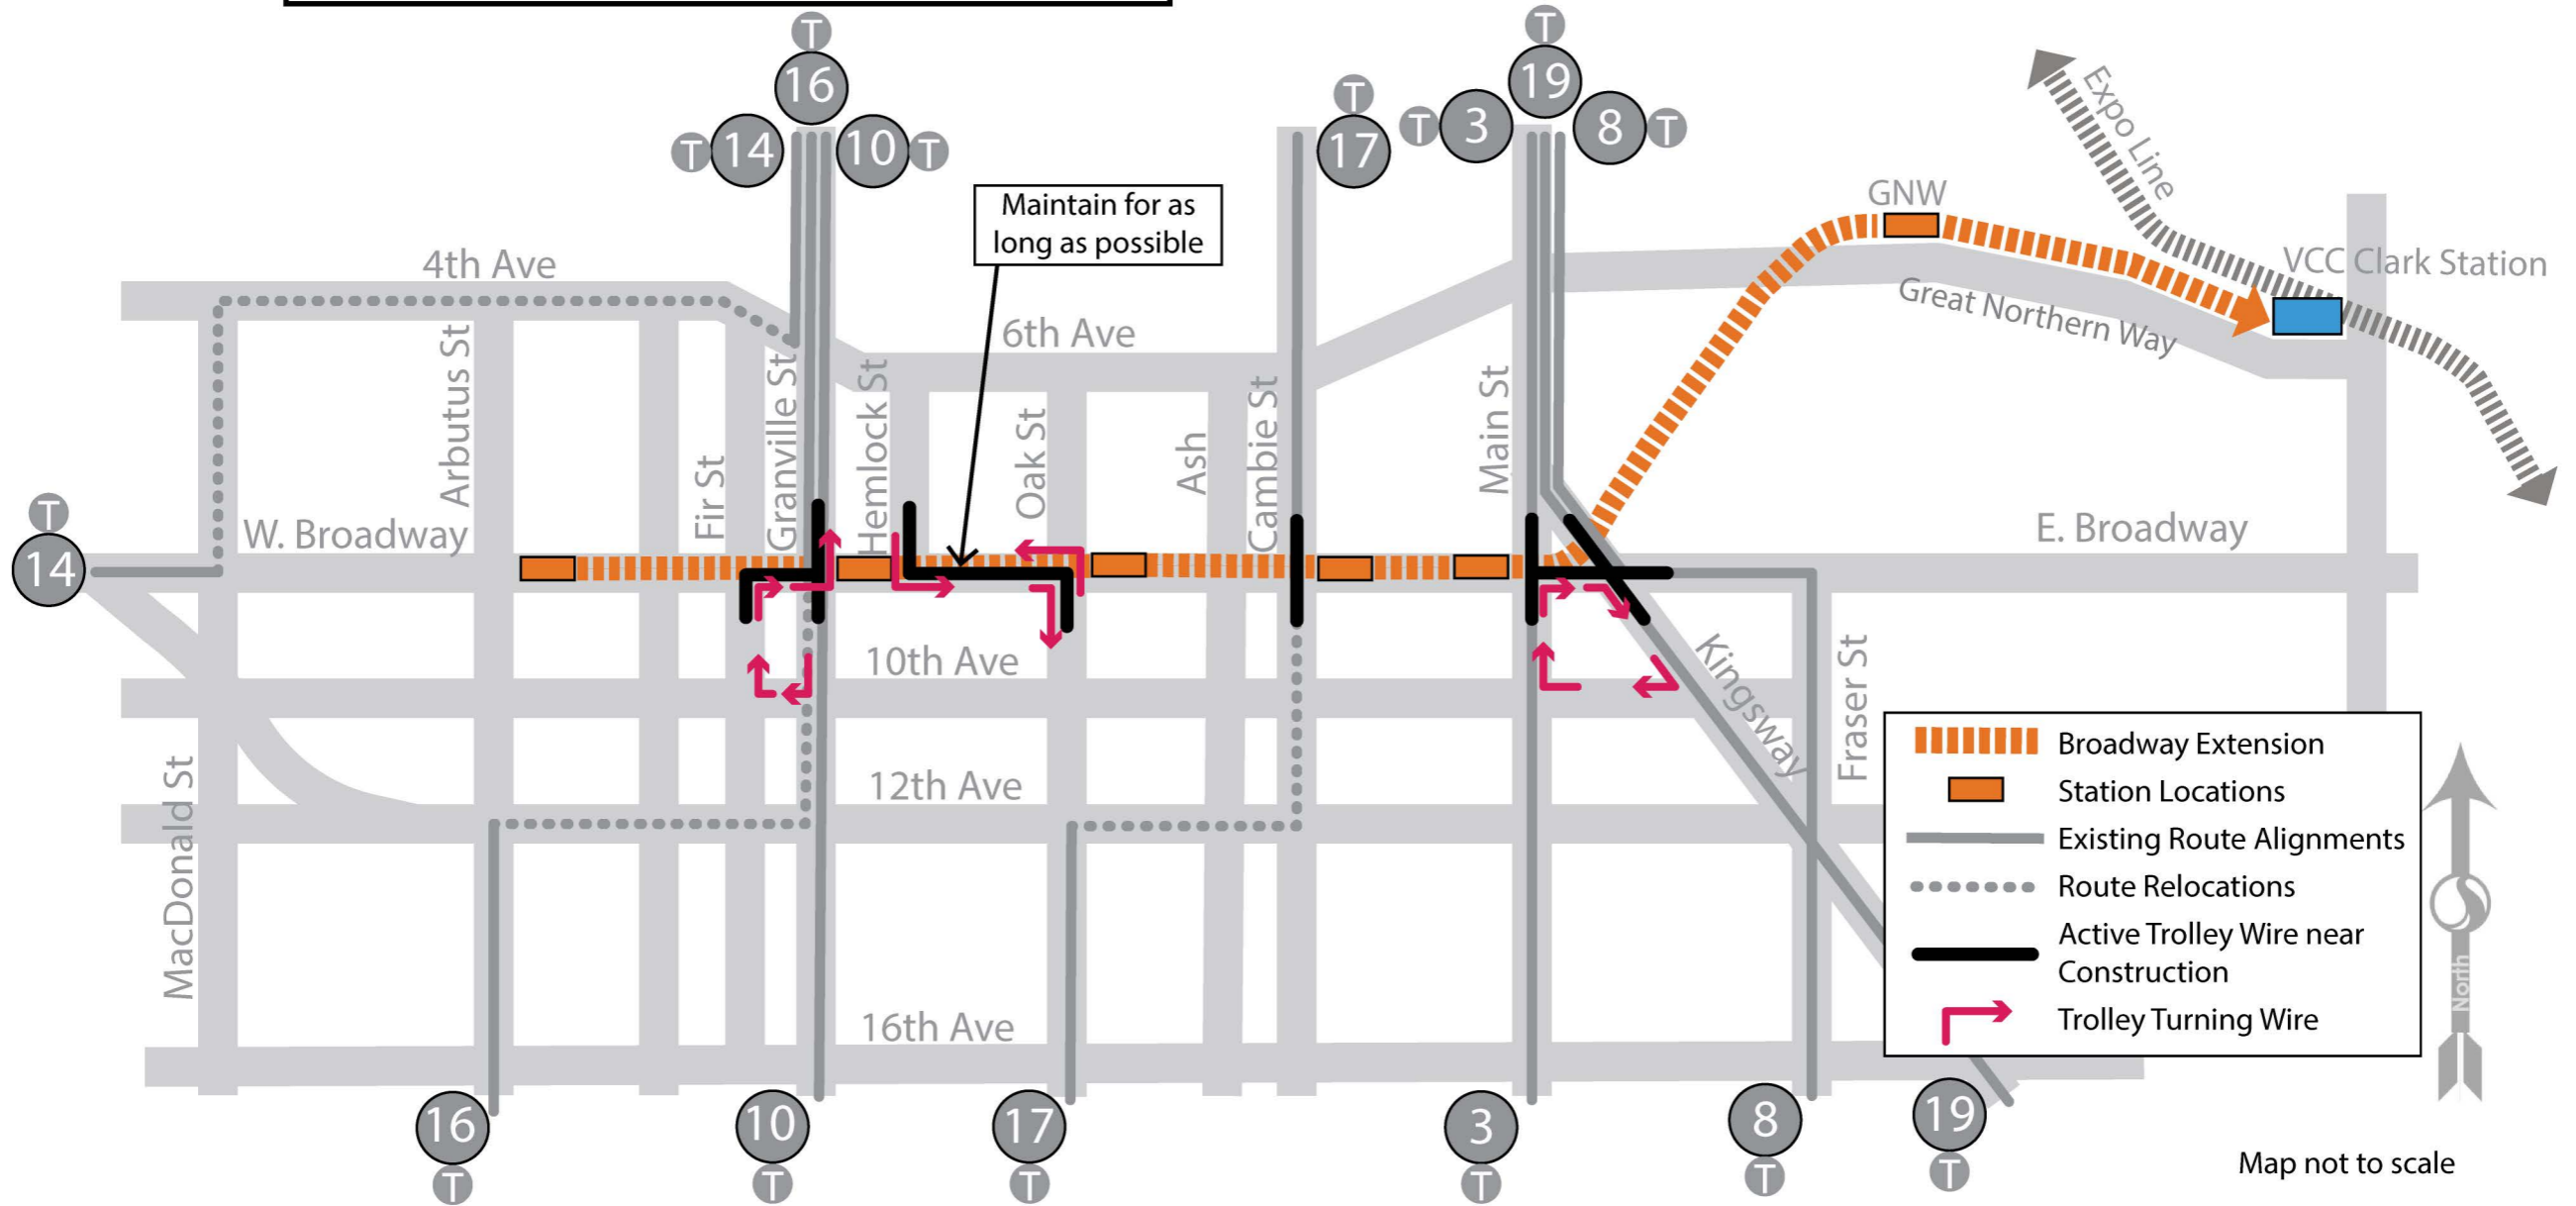 T
16
T
14
10
T
T
17
T
19
T
3
8
T
Maintain for as
long as possible
Expo Line
GNW
VCC Clark Station
Great Northern Way
4th Ave
6th Ave
Arbutus St
Fir St
Granville St
Hemlock St
Oak St
Ash
Cambie St
Main St
T
14
W. Broadway
E. Broadway
10th Ave
Kingsway
Fraser St
12th Ave
MacDonald St
16th Ave
Broadway Extension
Station Locations
Existing Route Alignments
Route Relocations
Active Trolley Wire near
Construction
Trolley Turning Wire
North
16
T
10
T
17
T
3
T
8
T
19
T
Map not to scale